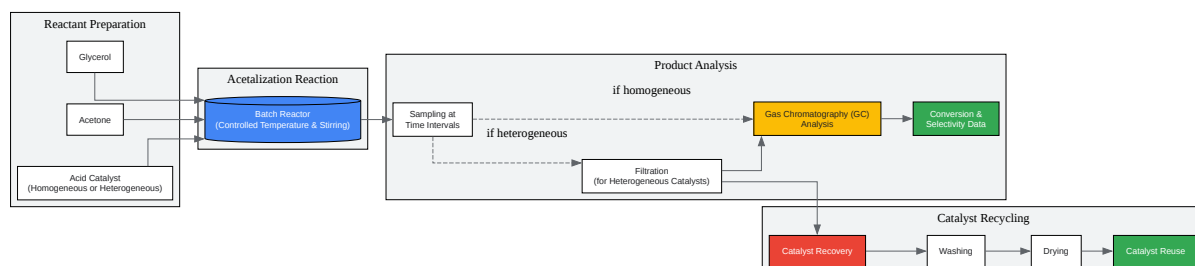 Reactant Preparation
Glycerol
Acetone
Acid Catalyst
(Homogeneous or Heterogeneous)
Acetalization Reaction
Batch Reactor
(Controlled Temperature & Stirring)
Product Analysis
if homogeneous
Sampling at
Time Intervals
if heterogeneous
Gas Chromatography (GC)
Analysis
Conversion &
Selectivity Data
Filtration
(for Heterogeneous Catalysts)
Catalyst Recycling
Catalyst Recovery
Washing
Drying
Catalyst Reuse